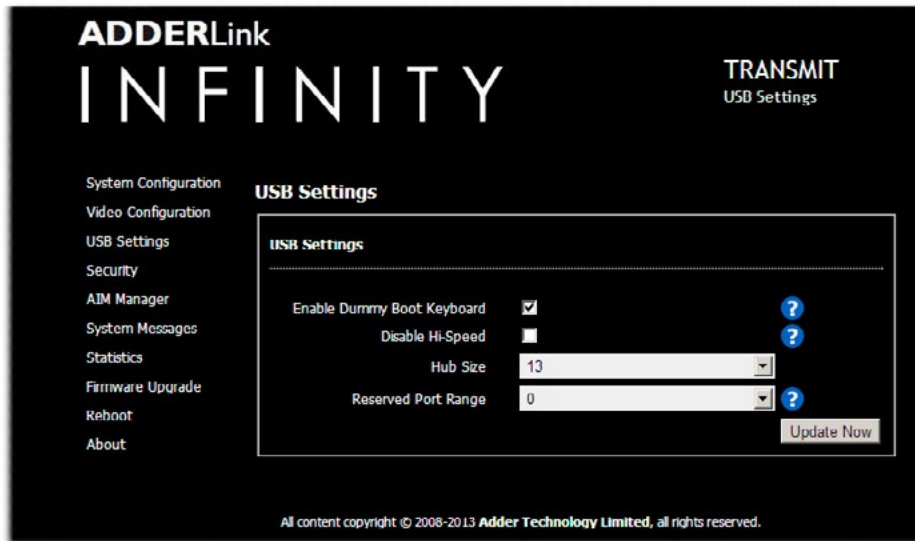 ADDERLink
INFINITY
TRANSMIT
USB Settings
System Configuration
Video Configuration
USB Settings
Security
AIM Manager
System Messages
Statistics
Firmware Upgrade
Reboot
About
USB Settings
USB Settings
Enable Dummy Boot Keyboard
?
Disable Hi-Speed
?
Hub Size
13
Reserved Port Range
0
?
Update Now
All content copyright © 2008-2013 Adder Technology Limited, all rights reserved.